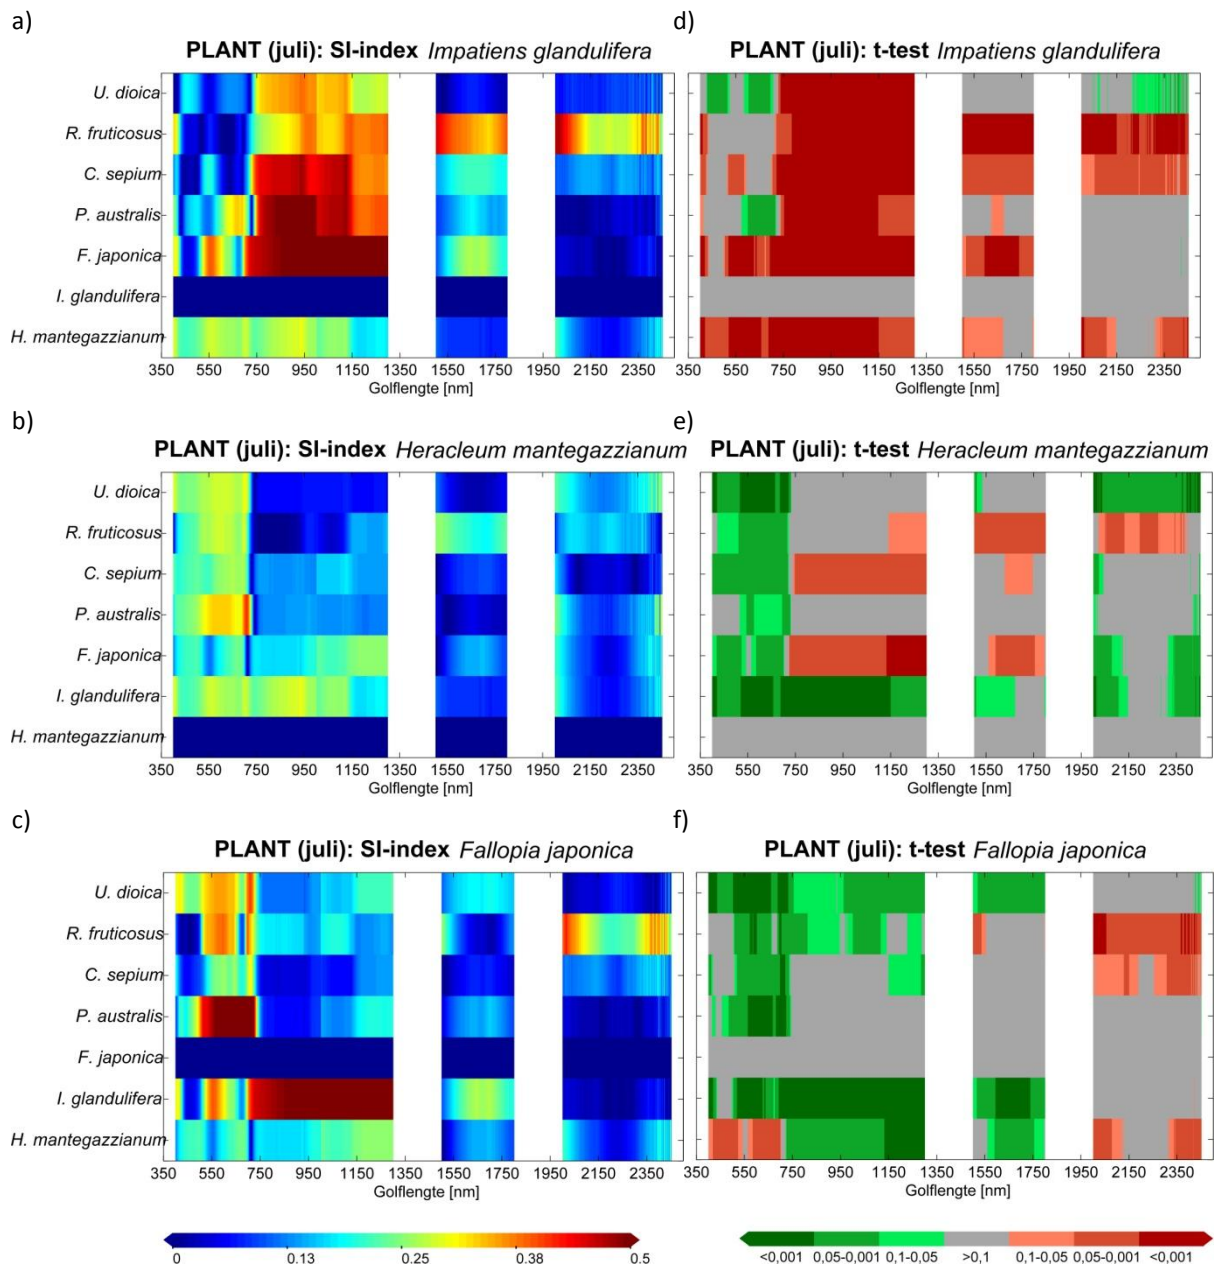 a)
PLANT (juli): SI-index Impatiens glandulifera
U. dioica
R. fruticosus
C. sepium
P. australis
F. japonica
I. glandulifera
H. mantegazzianum
350 550 750 950 1150 1350 1550 1750 1950 2150 2350
Golflengte [nm]
d)
PLANT (juli): t-test Impatiens glandulifera
350 550 750 950 1150 1350 1550 1750 1950 2150 2350
Golflengte [nm]
b)
PLANT (juli): SI-index Heracleum mantegazzianum
U. dioica
R. fruticosus
C. sepium
P. australis
F. japonica
I. glandulifera
H. mantegazzianum
350 550 750 950 1150 1350 1550 1750 1950 2150 2350
Golflengte [nm]
e)
PLANT (juli): t-test Heracleum mantegazzianum
350 550 750 950 1150 1350 1550 1750 1950 2150 2350
Golflengte [nm]
c)
PLANT (juli): SI-index Fallopia japonica
U. dioica
R. fruticosus
C. sepium
P. australis
F. japonica
I. glandulifera
H. mantegazzianum
350 550 750 950 1150 1350 1550 1750 1950 2150 2350
Golflengte [nm]
f)
PLANT (juli): t-test Fallopia japonica
350 550 750 950 1150 1350 1550 1750 1950 2150 2350
Golflengte [nm]
0 0.13 0.25 0.38 0.5
<0,001 0,05-0,001 0,1-0,05 >0,1 0,1-0,05 0,05-0,001 <0,001